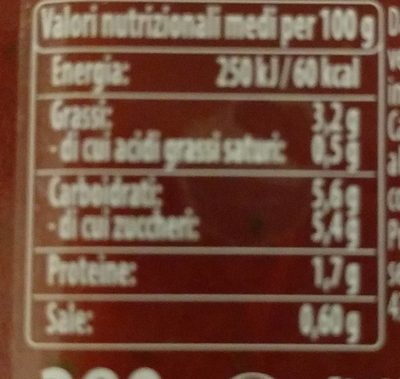 Valori nutrizionali medi per 100 g
Energia: 250 kJ/60 kcal
Grassi: 3,2 g
- di cui acidi grassi saturi: 0,5 g
Carboidrati: 5,6 g
- di cui zuccheri: 5,4 g
Proteine: 1,7 g
Sale: 0,60 g